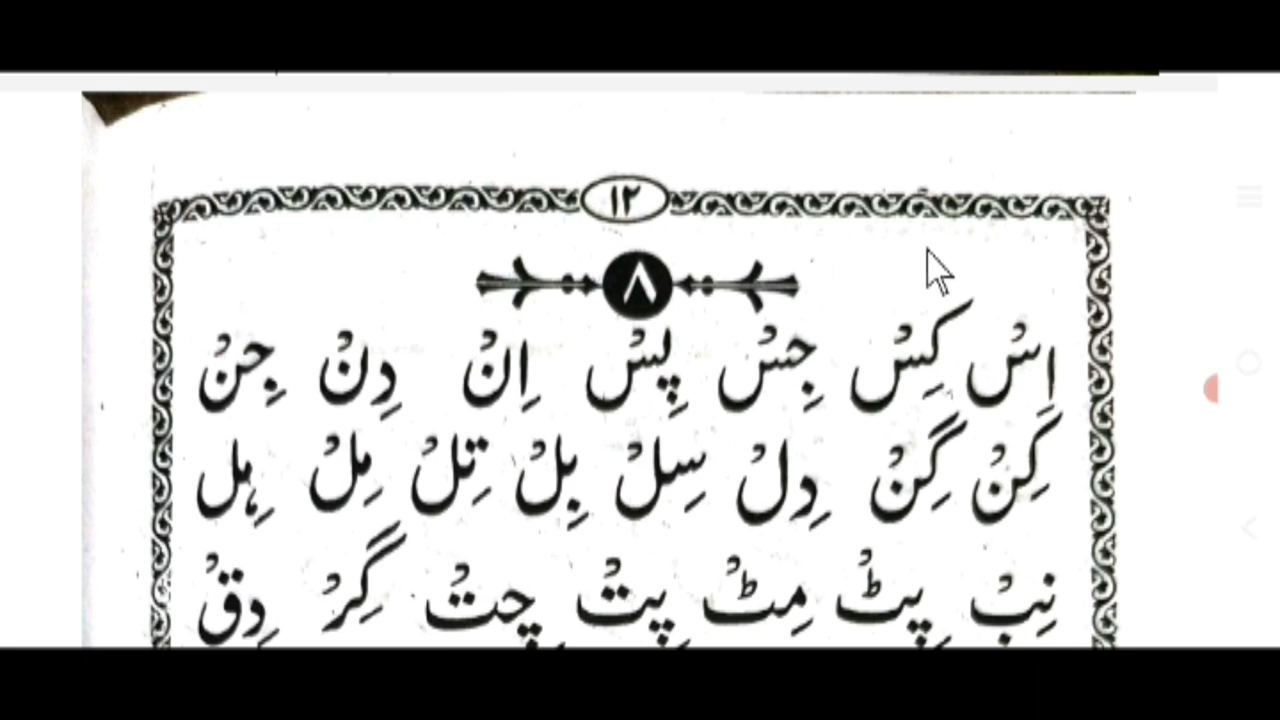 ۱۲
۸
اِسْ کِسْ جِسْ پِسْ اِنْ دِنْ جِنْ
کِنْ گِنْ دِلْ سِلْ بِلْ تِلْ مِلْ ہِل
نِبْ پِٹْ مِٹْ پِتْ چِتْ گِرْ دِقْ